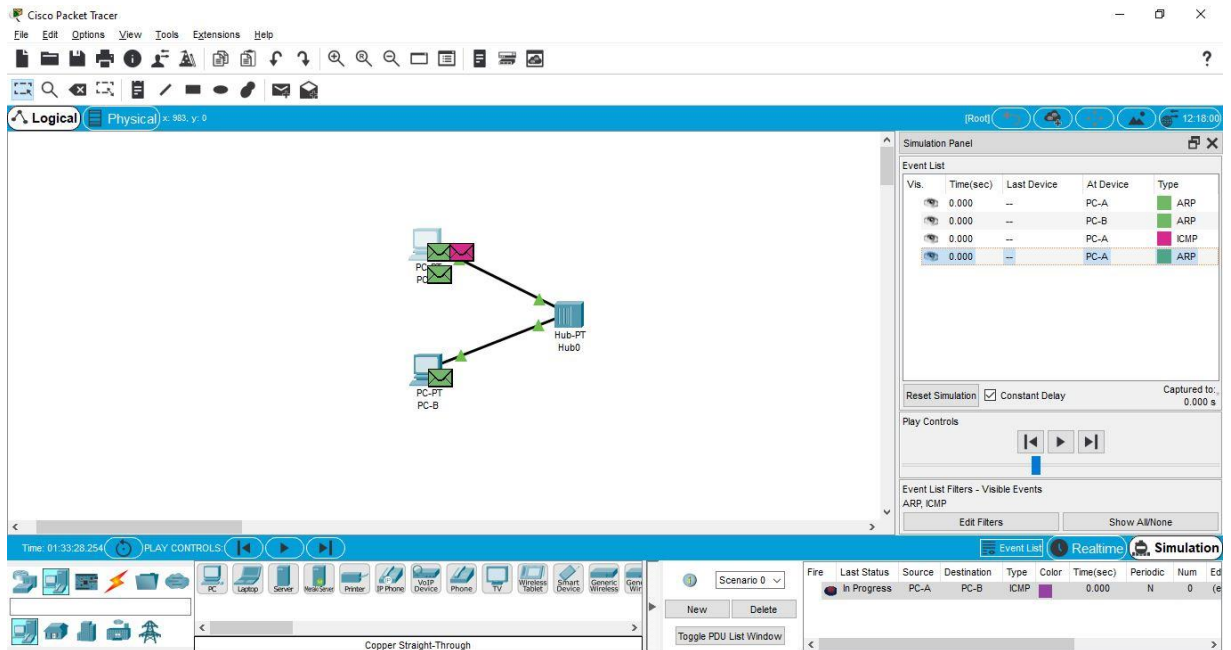 Cisco Packet Tracer
File Edit Options View Tools Extensions Help
?
Logical Physical x: 983, y: 0 [Root] 12:18:00
Simulation Panel
Event List
Vis. Time(sec) Last Device At Device Type
0.000 -- PC-A ARP
0.000 -- PC-B ARP
0.000 -- PC-A ICMP
0.000 -- PC-A ARP
PC
PC
Hub-PT
Hub0
PC-PT
PC-B
Reset Simulation Constant Delay Captured to:
0.000 s
Play Controls
Event List Filters - Visible Events
ARP, ICMP
Edit Filters Show All/None
Time: 01:33:28.254 PLAY CONTROLS: Event List Realtime Simulation
PC Laptop Server MerakiServer Printer IP Phone VoIP Device Phone TV Wireless Tablet Smart Device Generic Wireless
Scenario 0
New Delete
Toggle PDU List Window
Fire Last Status Source Destination Type Color Time(sec) Periodic Num Ed
In Progress PC-A PC-B ICMP 0.000 N 0 (e
Copper Straight-Through